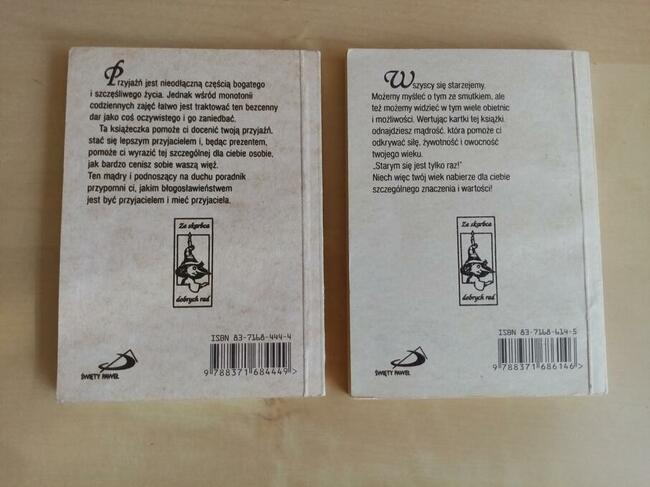 Przyjaźń jest nieodłączną częścią bogatego
i szczęśliwego życia. Jednak wśród monotonii
codziennych zajęć łatwo jest traktować ten bezcenny
dar jako coś oczywistego i go zaniedbać.
Ta książeczka pomoże ci docenić twoją przyjaźń,
stać się lepszym przyjacielem i, będąc prezentem,
pomoże ci wyrazić tej szczególnej dla ciebie osobie,
jak bardzo cenisz sobie waszą więź.
Ten mądry i podnoszący na duchu poradnik
przypomni ci, jakim błogosławieństwem
jest być przyjacielem i mieć przyjaciela.
Ze skarbca
dobrych rad
ISBN 83-7168-444-4
ŚWIĘTY PAWEŁ
9 788371 684449 >
Wszyscy się starzejemy.
Możemy myśleć o tym ze smutkiem, ale
też możemy widzieć w tym wiele obietnic
i możliwości. Wertując kartki tej książki,
odnajdziesz mądrość, która pomoże ci
odkrywać siłę, żywotność i owocność
twojego wieku.
„Starym się jest tylko raz!"
Niech więc twój wiek nabierze dla ciebie
szczególnego znaczenia i wartości!
Ze skarbca
dobrych rad
ISBN 83-7168-614-5
ŚWIĘTY PAWEŁ
9 788371 686146 >